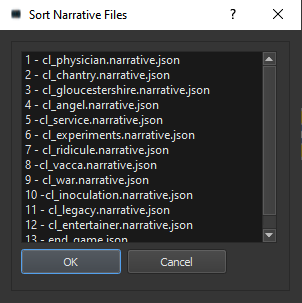 Sort Narrative Files
?
1 - cl_physician.narrative.json
2 - cl_chantry.narrative.json
3 - cl_gloucestershire.narrative.json
4 - cl_angel.narrative.json
5 -cl_service.narrative.json
6 - cl_experiments.narrative.json
7 - cl_ridicule.narrative.json
8 -cl_vacca.narrative.json
9 - cl_war.narrative.json
10 -cl_inoculation.narrative.json
11 - cl_legacy.narrative.json
12 - cl_entertainer.narrative.json
13 - end_game.json
OK
Cancel